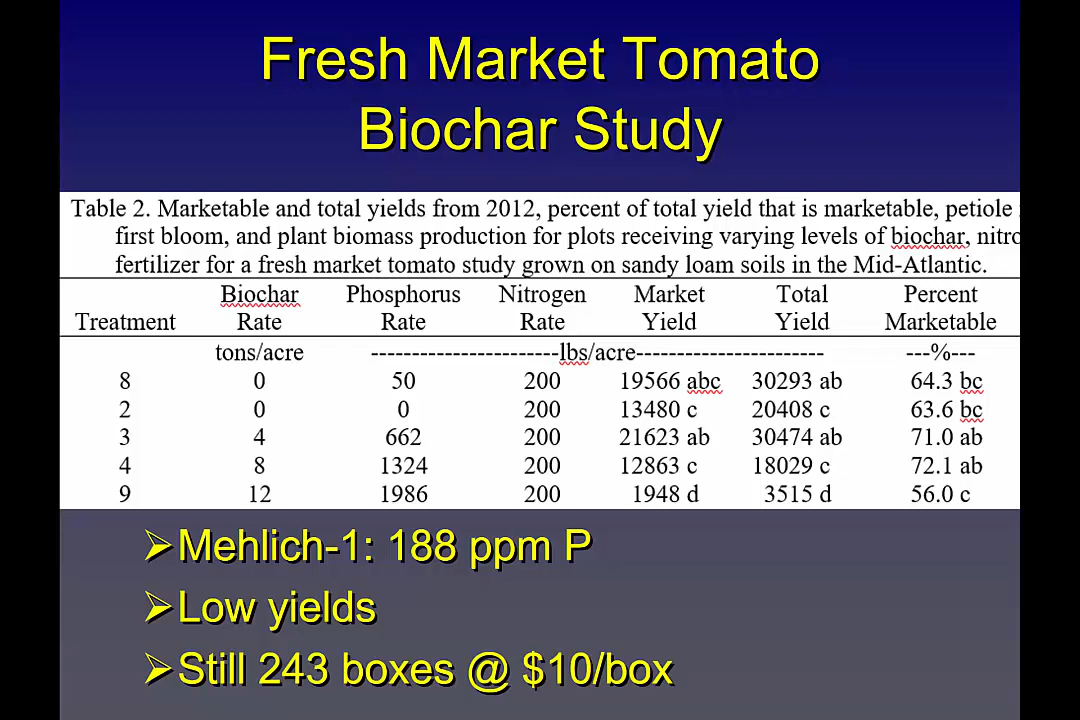 Fresh Market Tomato
Biochar Study
Table 2. Marketable and total yields from 2012, percent of total yield that is marketable, petiole
first bloom, and plant biomass production for plots receiving varying levels of biochar, nitro
fertilizer for a fresh market tomato study grown on sandy loam soils in the Mid-Atlantic.
Biochar Phosphorus Nitrogen Market Total Percent
Treatment Rate Rate Rate Yield Yield Marketable
tons/acre -----------------------lbs/acre----------------------- ---%---
8 0 50 200 19566 abc 30293 ab 64.3 bc
2 0 0 200 13480 c 20408 c 63.6 bc
3 4 662 200 21623 ab 30474 ab 71.0 ab
4 8 1324 200 12863 c 18029 c 72.1 ab
9 12 1986 200 1948 d 3515 d 56.0 c
➢Mehlich-1: 188 ppm P
➢Low yields
➢Still 243 boxes @ $10/box